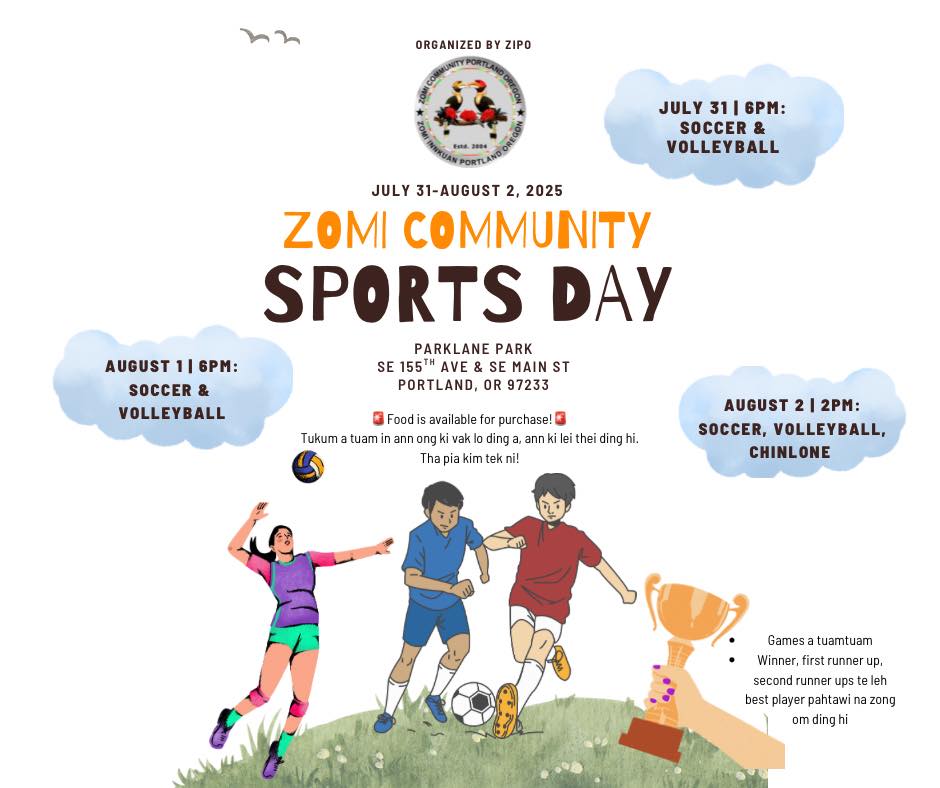 ORGANIZED BY ZIPO
ZOMI COMMUNITY PORTLAND OREGON
Estd. 2004
ZOMI INNKUAN PORTLAND OREGON
JULY 31 | 6PM:
SOCCER &
VOLLEYBALL
JULY 31-AUGUST 2, 2025
ZOMI COMMUNITY
SPORTS DAY
PARKLANE PARK
SE 155TH AVE & SE MAIN ST
PORTLAND, OR 97233
AUGUST 1 | 6PM:
SOCCER &
VOLLEYBALL
AUGUST 2 | 2PM:
SOCCER, VOLLEYBALL,
CHINLONE
🚨 Food is available for purchase! 🚨
Tukum a tuam in ann ong ki vak lo ding a, ann ki lei thei ding hi.
Tha pia kim tek ni!
• Games a tuamtuam
• Winner, first runner up,
second runner ups te leh
best player pahtawi na zong
om ding hi